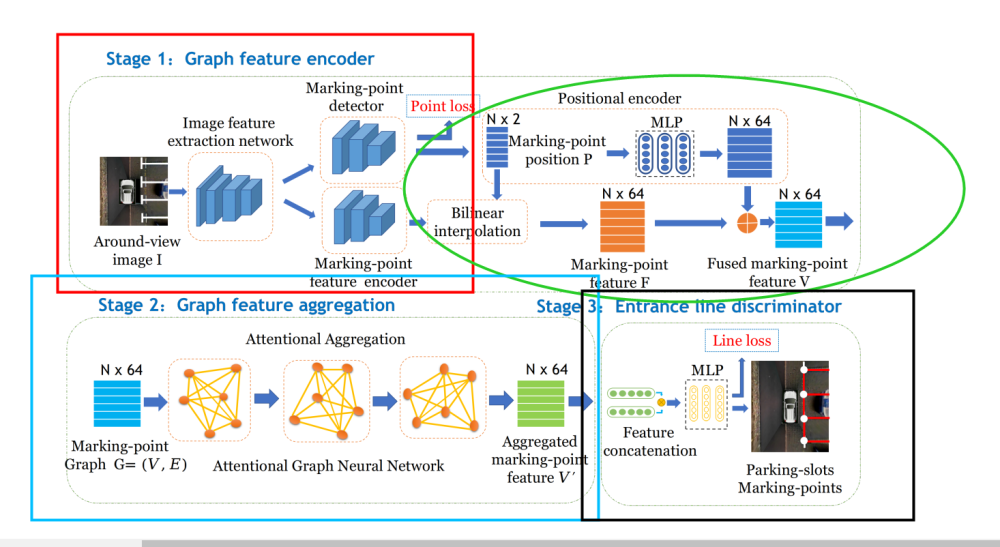 Stage 1: Graph feature encoder
Marking-point
detector
Point loss
Positional encoder
Image feature
extraction network
N x 2
MLP
N x 64
Marking-point
position P
N x 64
N x 64
Bilinear
interpolation
Around-view
image I
Marking-point
feature encoder
Marking-point
feature F
Fused marking-point
feature V
Stage 2: Graph feature aggregation
Stage 3: Entrance line discriminator
Attentional Aggregation
Line loss
N x 64
N x 64
MLP
Marking-point
Graph G= (V, E)
Attentional Graph Neural Network
Aggregated
marking-point
feature V′
Feature
concatenation
Parking-slots
Marking-points